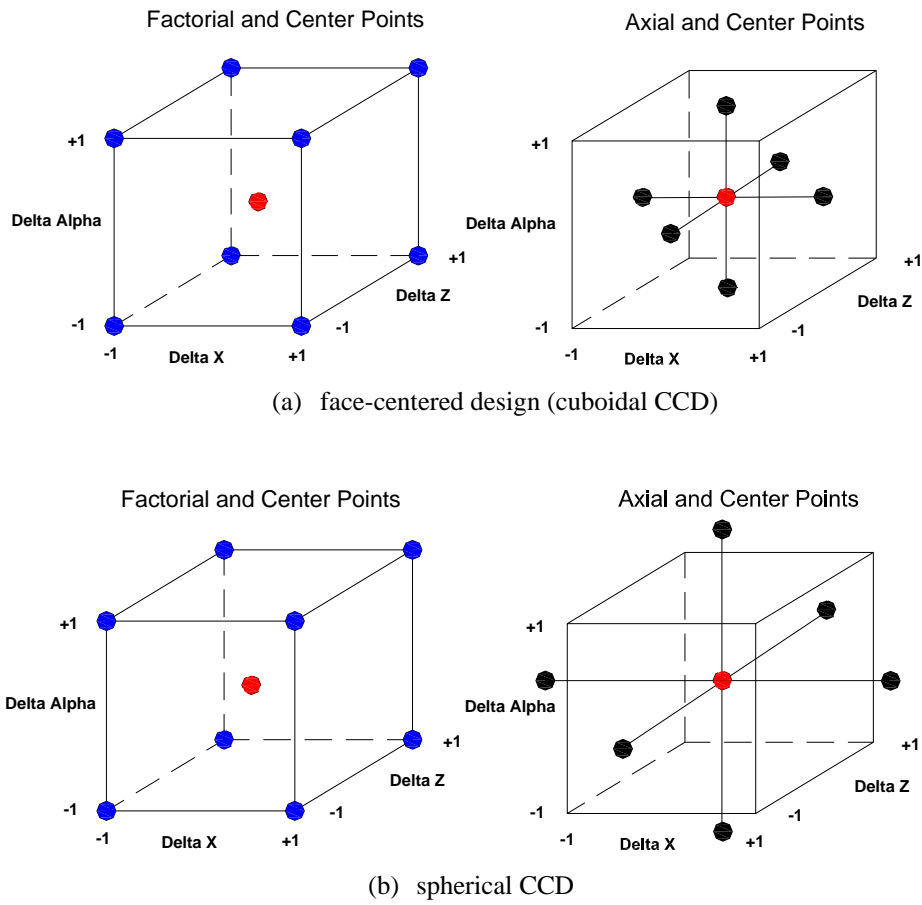 Factorial and Center Points
Axial and Center Points
+1
Delta Alpha
-1
-1
Delta X
+1
-1
Delta Z
+1
+1
Delta Alpha
-1
-1
Delta X
+1
-1
Delta Z
+1
(a) face-centered design (cuboidal CCD)
Factorial and Center Points
Axial and Center Points
+1
Delta Alpha
-1
-1
Delta X
+1
-1
Delta Z
+1
+1
Delta Alpha
-1
-1
Delta X
+1
-1
Delta Z
+1
(b) spherical CCD